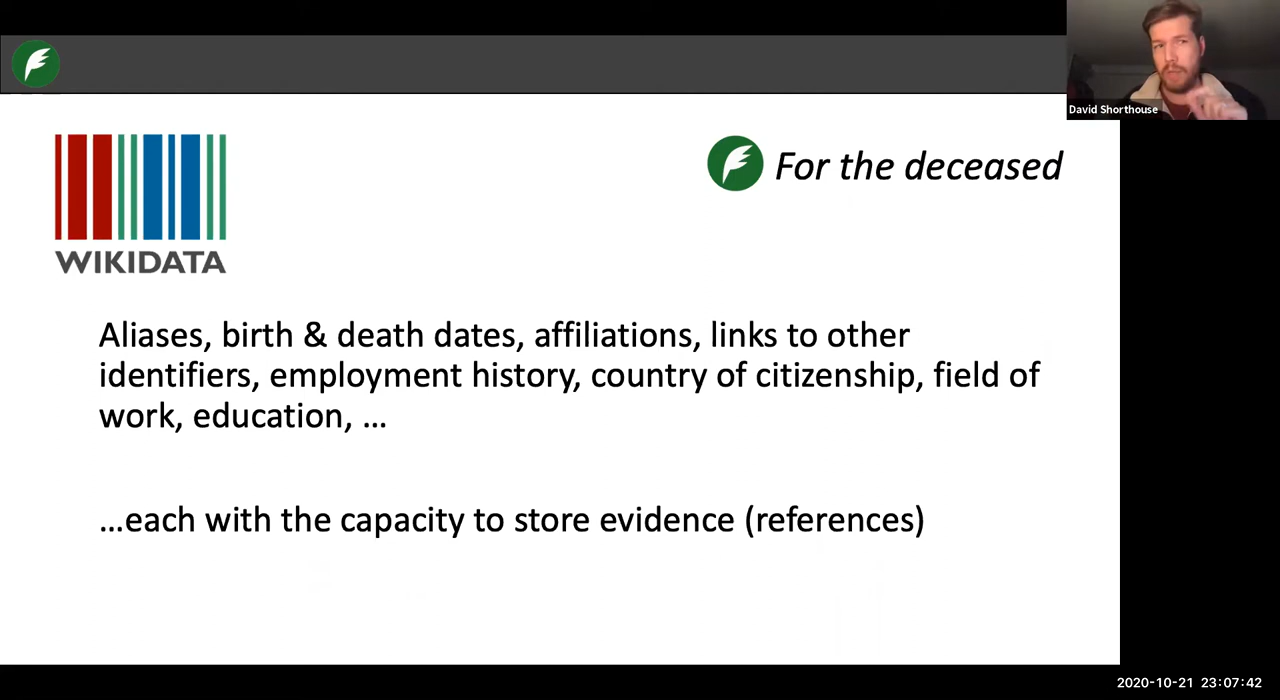 David Shorthouse
WIKIDATA
For the deceased
Aliases, birth & death dates, affiliations, links to other
identifiers, employment history, country of citizenship, field of
work, education, …
…each with the capacity to store evidence (references)
2020-10-21 23:07:42